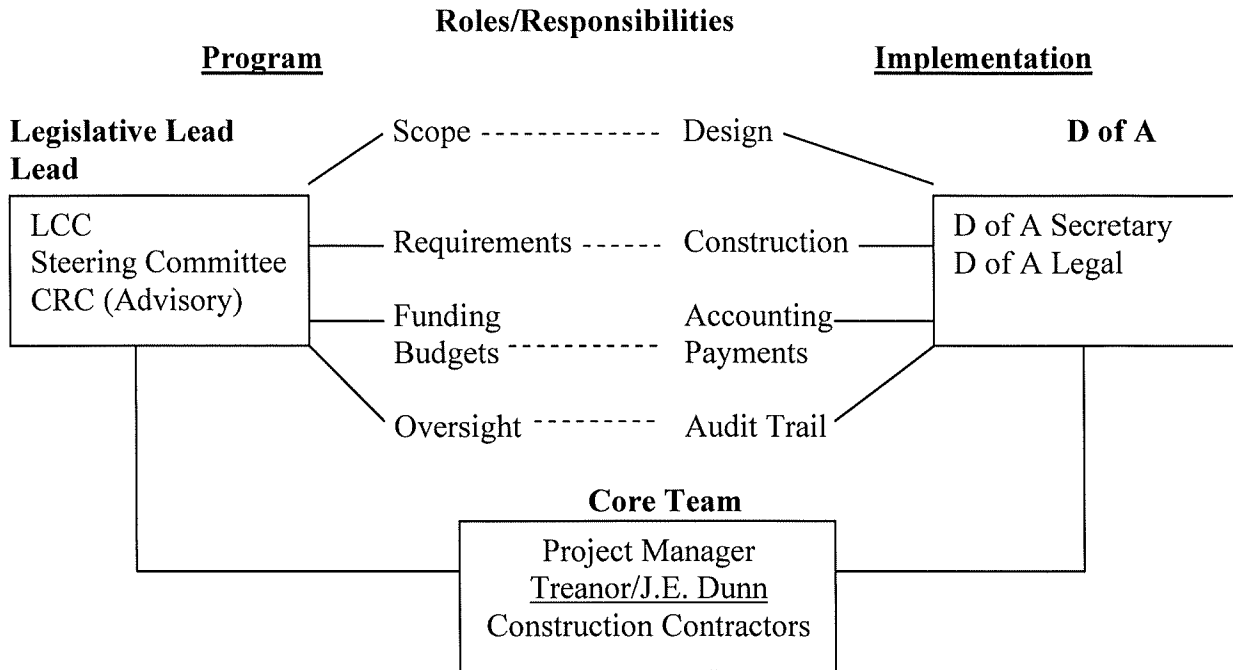 Roles/Responsibilities
Program Implementation
Legislative Lead
Lead
D of A
Scope Design
LCC
Steering Committee
CRC (Advisory)
Requirements Construction
Funding Accounting
Budgets Payments
Oversight Audit Trail
D of A Secretary
D of A Legal
Core Team
Project Manager
Treanor/J.E. Dunn
Construction Contractors